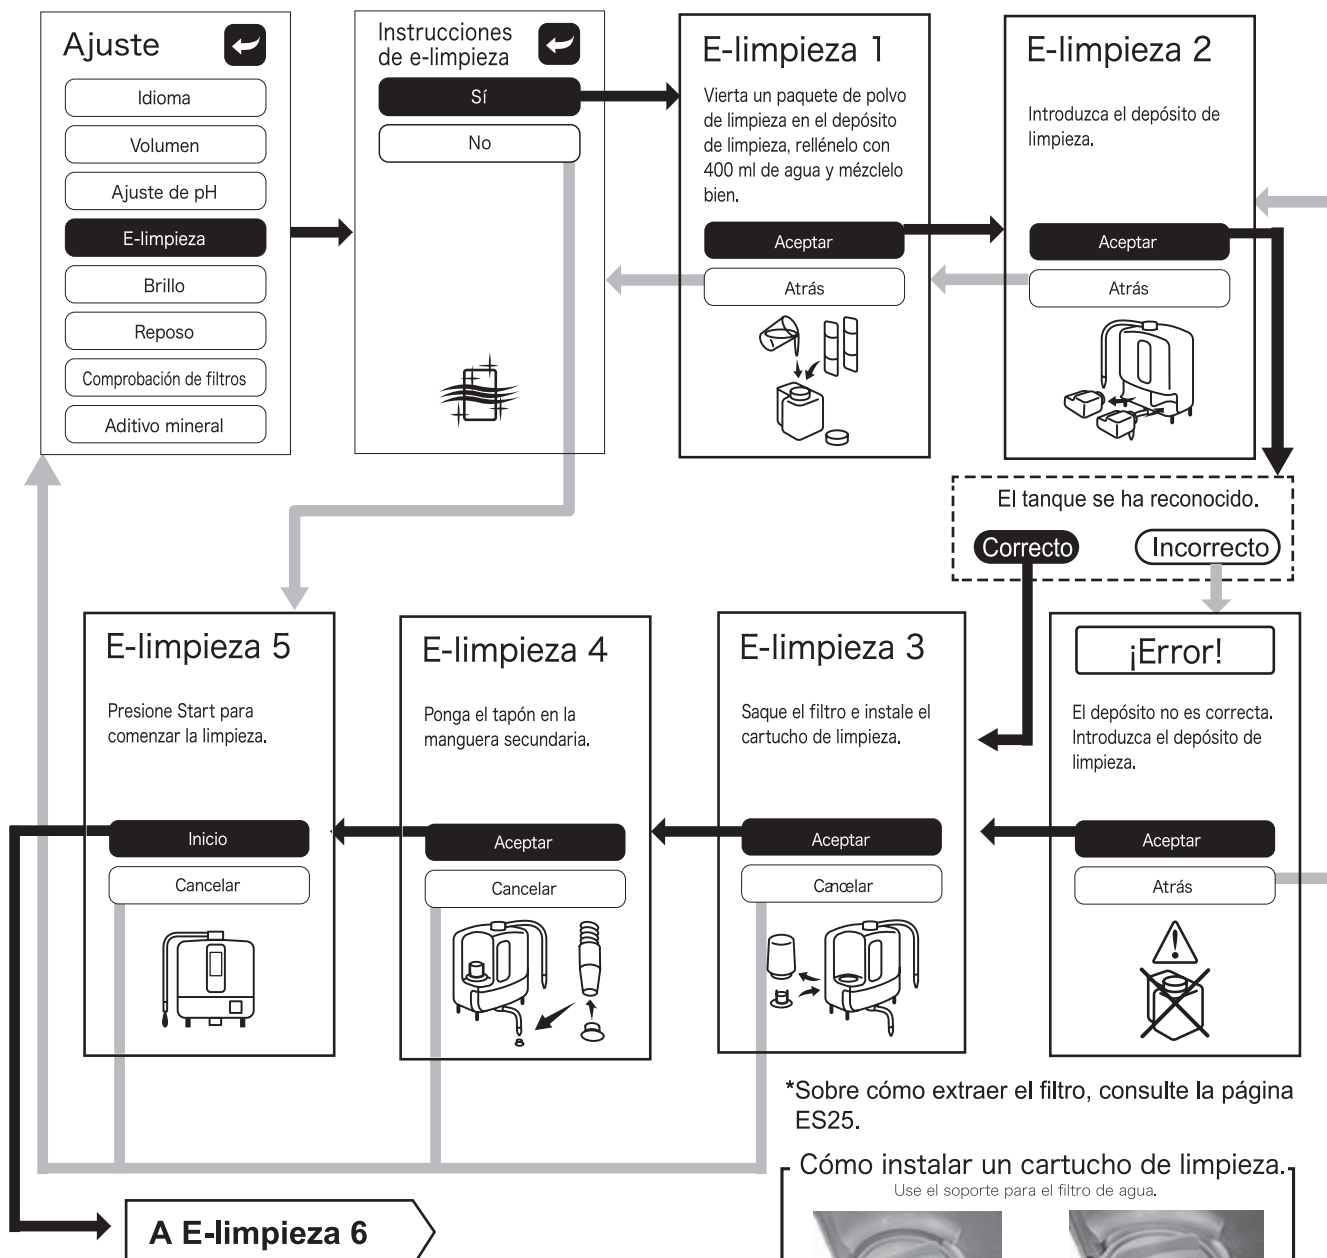 Ajuste
Idioma
Volumen
Ajuste de pH
E-limpieza
Brillo
Reposo
Comprobación de filtros
Aditivo mineral
Instrucciones
de e-limpieza
Sí
No
E-limpieza 1
Vierta un paquete de polvo
de limpieza en el depósito
de limpieza, rellénelo con
400 ml de agua y mézclelo
bien.
Aceptar
Atrás
E-limpieza 2
Introduzca el depósito de
limpieza.
Aceptar
Atrás
El tanque se ha reconocido.
Correcto
Incorrecto
¡Error!
El depósito no es correcta.
Introduzca el depósito de
limpieza.
Aceptar
Atrás
E-limpieza 3
Saque el filtro e instale el
cartucho de limpieza.
Aceptar
Cancelar
E-limpieza 4
Ponga el tapón en la
manguera secundaria.
Aceptar
Cancelar
E-limpieza 5
Presione Start para
comenzar la limpieza.
Inicio
Cancelar
*Sobre cómo extraer el filtro, consulte la página
ES25.
Cómo instalar un cartucho de limpieza.
Use el soporte para el filtro de agua.
A E-limpieza 6